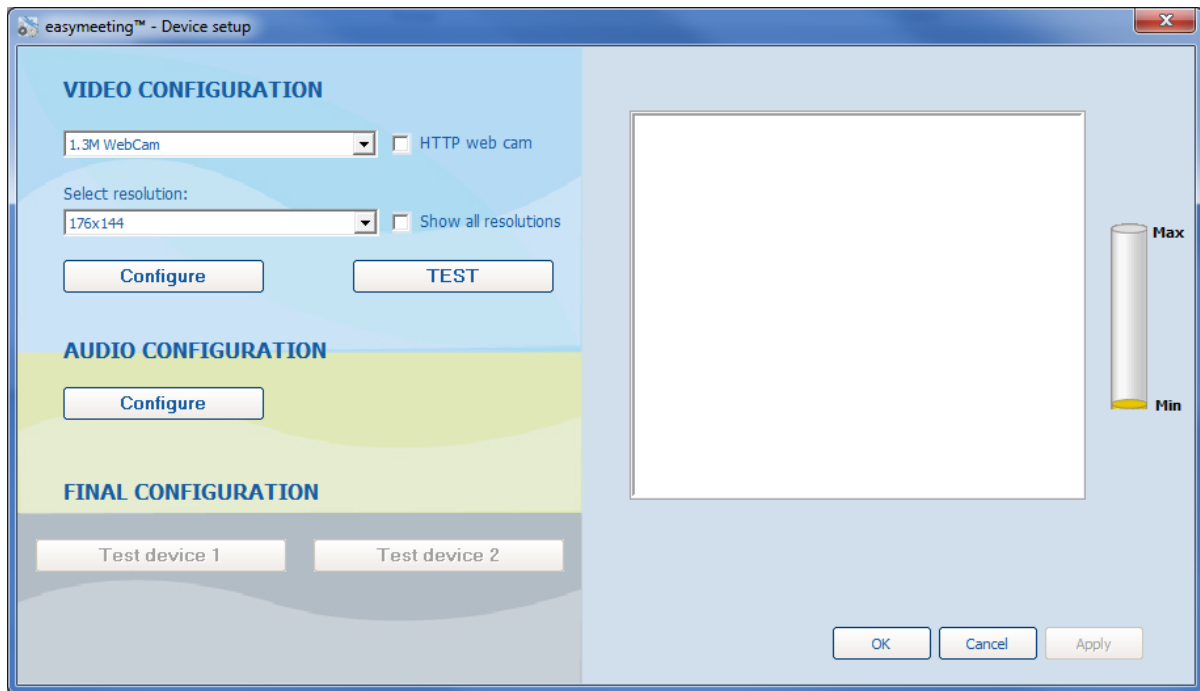 easymeeting™ - Device setup
VIDEO CONFIGURATION
1.3M WebCam
HTTP web cam
Select resolution:
176x144
Show all resolutions
Configure
TEST
AUDIO CONFIGURATION
Configure
FINAL CONFIGURATION
Test device 1
Test device 2
Max
Min
OK
Cancel
Apply